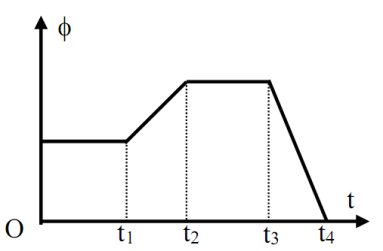 ϕ
t
O
t₁ t₂ t₃ t₄